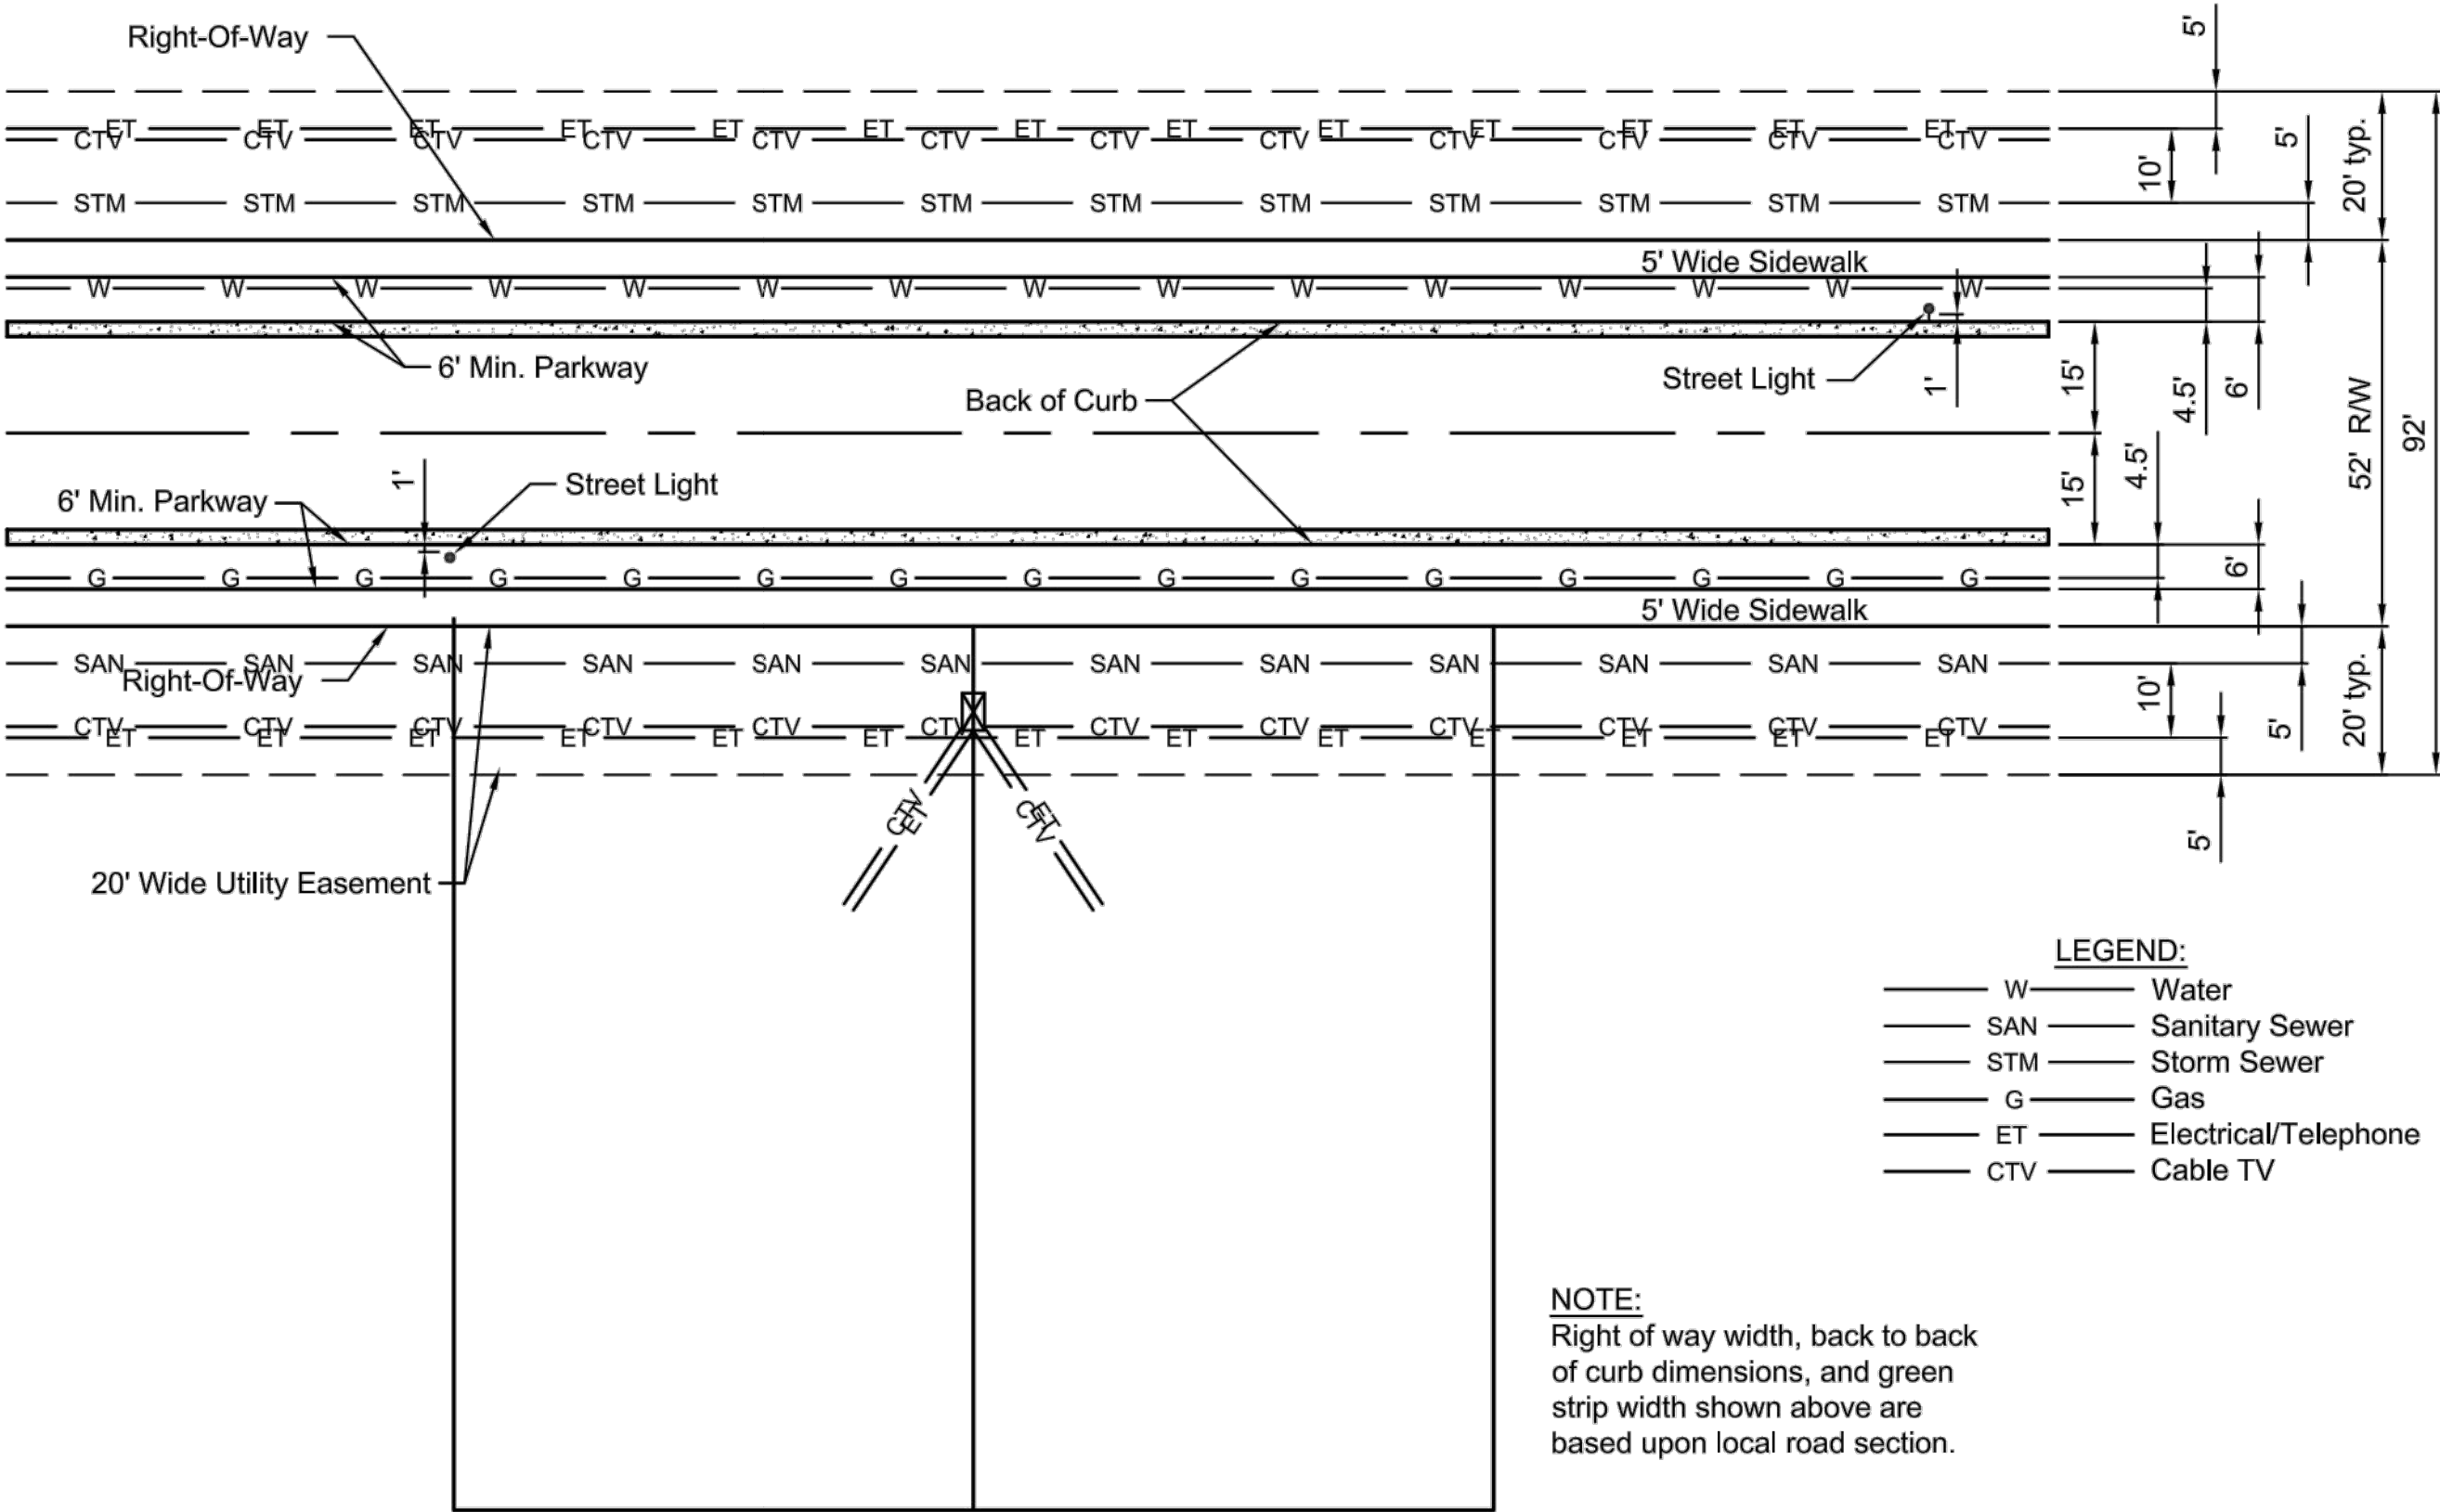 Right-Of-Way
5'
ET ET ET ET ET ET ET ET ET ET ET ET ET
CTV CTV CTV CTV CTV CTV CTV CTV CTV CTV CTV CTV
10'
5'
20' typ.
STM STM STM STM STM STM STM STM STM STM STM STM
5' Wide Sidewalk
W W W W W W W W W W W W W W W
6' Min. Parkway
Back of Curb
Street Light
1'
15'
4.5'
6'
52' R/W
92'
1'
Street Light
6' Min. Parkway
15'
4.5'
6'
G G G G G G G G G G G G G G G
5' Wide Sidewalk
SAN SAN SAN SAN SAN SAN SAN SAN SAN SAN SAN SAN
Right-Of-Way
10'
5'
20' typ.
CTV CTV CTV CTV CTV CTV CTV CTV CTV CTV CTV CTV
ET ET ET ET ET ET ET ET ET ET ET ET ET
CTV
ET
ET
CTV
5'
20' Wide Utility Easement
LEGEND:
W Water
SAN Sanitary Sewer
STM Storm Sewer
G Gas
ET Electrical/Telephone
CTV Cable TV
NOTE:
Right of way width, back to back
of curb dimensions, and green
strip width shown above are
based upon local road section.